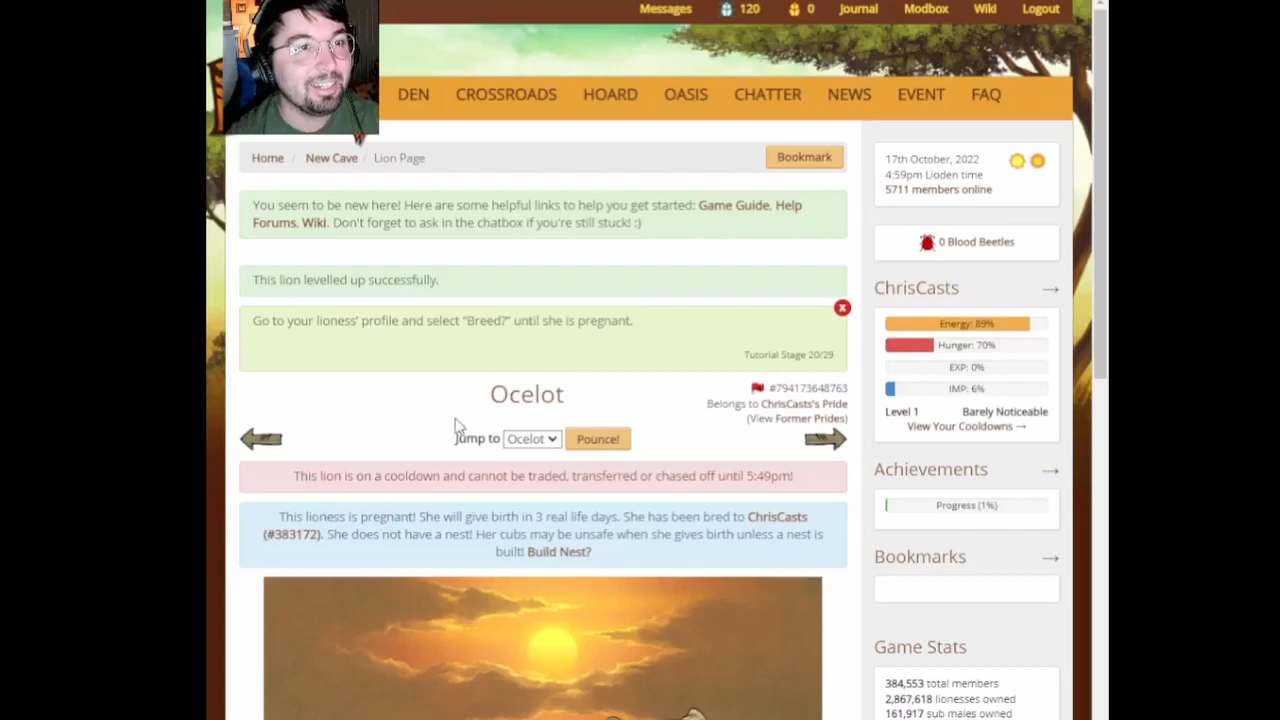 Messages 120 0 Journal Modbox Wiki Logout
DEN CROSSROADS HOARD OASIS CHATTER NEWS EVENT FAQ
Home / New Cave / Lion Page
Bookmark
You seem to be new here! Here are some helpful links to help you get started: Game Guide, Help
Forums, Wiki. Don't forget to ask in the chatbox if you're still stuck! :)
This lion levelled up successfully.
Go to your lioness' profile and select "Breed?" until she is pregnant.
Tutorial Stage 20/29
Ocelot
#794173648763
Belongs to ChrisCasts's Pride
(View Former Prides)
Jump to Ocelot Pounce!
This lion is on a cooldown and cannot be traded, transferred or chased off until 5:49pm!
This lioness is pregnant! She will give birth in 3 real life days. She has been bred to ChrisCasts
(#383172). She does not have a nest! Her cubs may be unsafe when she gives birth unless a nest is
built! Build Nest?
17th October, 2022
4:59pm Lioden time
5711 members online
0 Blood Beetles
ChrisCasts →
Energy: 89%
Hunger: 70%
EXP: 0%
IMP: 6%
Level 1 Barely Noticeable
View Your Cooldowns →
Achievements →
Progress (1%)
Bookmarks →
Game Stats
384,553 total members
2,867,618 lionesses owned
161,917 sub males owned